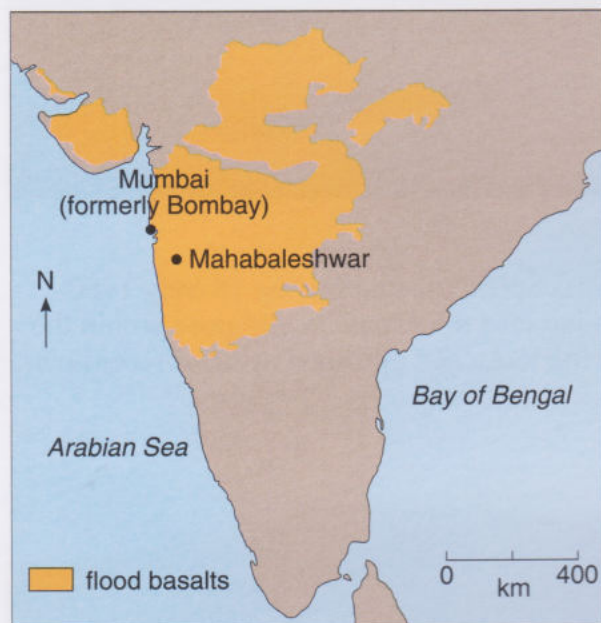 Mumbai
(formerly Bombay)
Mahabaleshwar
N
Bay of Bengal
Arabian Sea
flood basalts
0 400
km